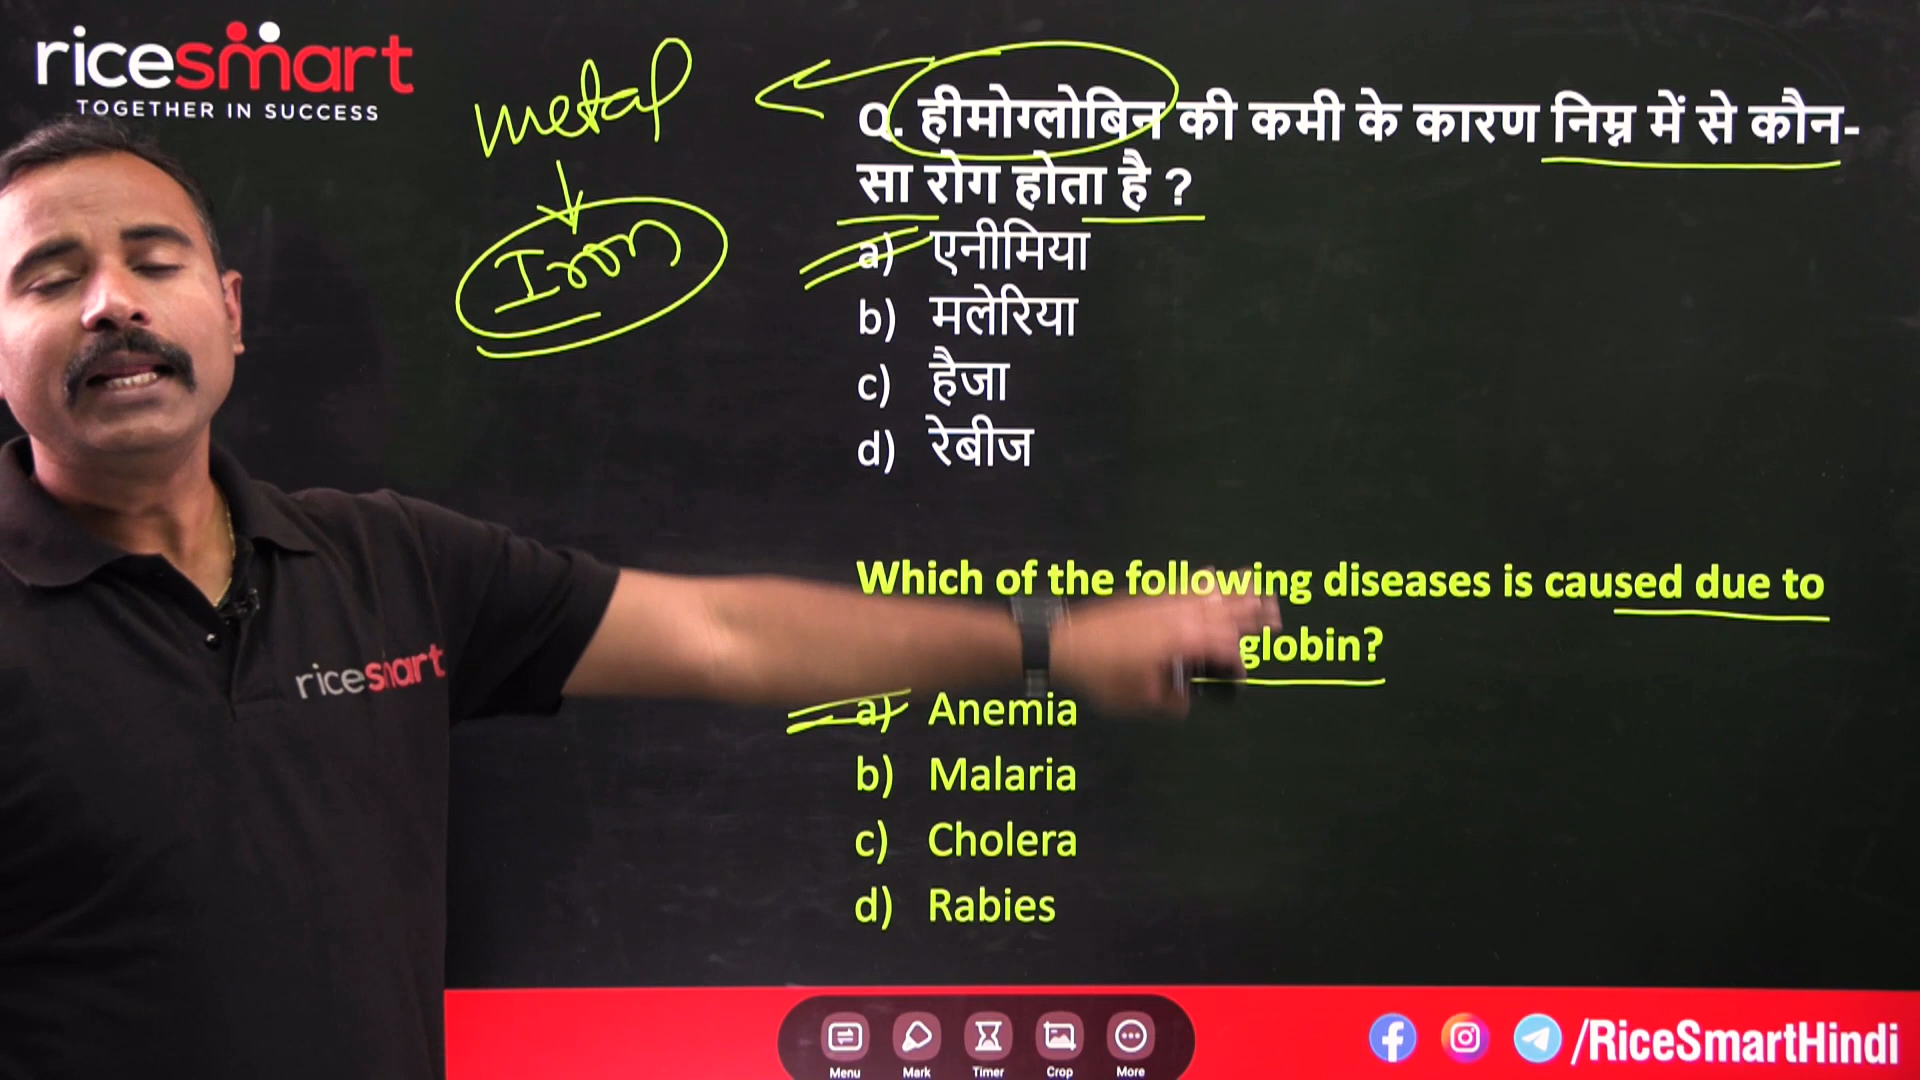 ricesmart
TOGETHER IN SUCCESS
metal
Iron
Q. हीमोग्लोबिन की कमी के कारण निम्न में से कौन-
सा रोग होता है ?
a) एनीमिया
b) मलेरिया
c) हैजा
d) रेबीज
Which of the following diseases is caused due to
globin?
a) Anemia
b) Malaria
c) Cholera
d) Rabies
ricesmart
Menu
Mark
Timer
Crop
More
/RiceSmartHindi